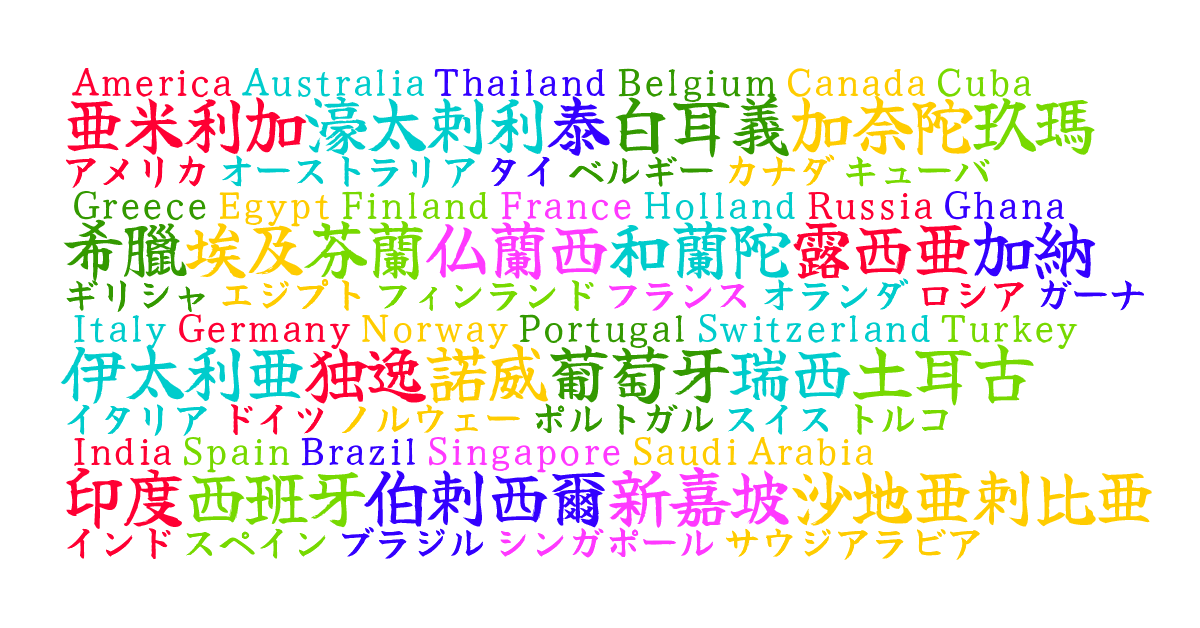 America Australia Thailand Belgium Canada Cuba
亜米利加濠太剌利泰白耳義加奈陀玖瑪
アメリカ オーストラリア タイ ベルギー カナダ キューバ
Greece Egypt Finland France Holland Russia Ghana
希臘埃及芬蘭仏蘭西和蘭陀露西亜加納
ギリシャ エジプト フィンランド フランス オランダ ロシア ガーナ
Italy Germany Norway Portugal Switzerland Turkey
伊太利亜独逸諾威葡萄牙瑞西土耳古
イタリア ドイツ ノルウェー ポルトガル スイス トルコ
India Spain Brazil Singapore Saudi Arabia
印度西班牙伯剌西爾新嘉坡沙地亜剌比亜
インド スペイン ブラジル シンガポール サウジアラビア